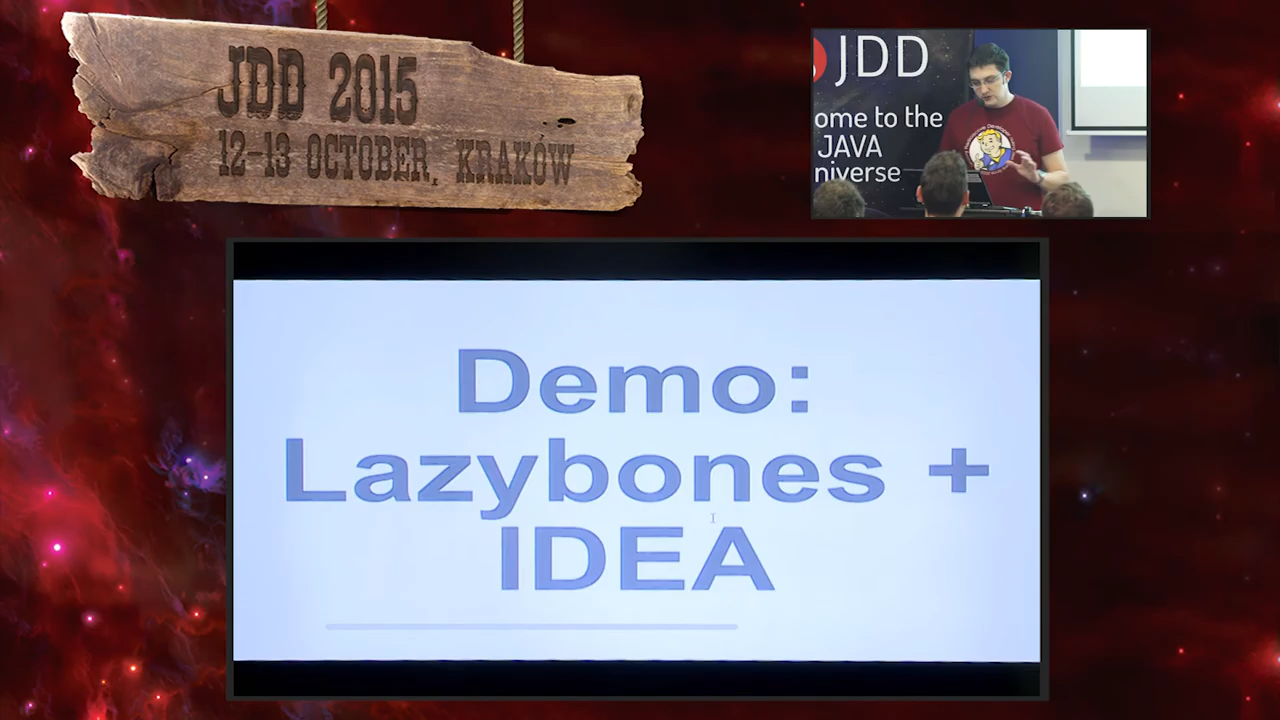 JDD 2015
12-13 OCTOBER, KRAKÓW
JDD
ome to the
JAVA
niverse
Demo:
Lazybones +
IDEA